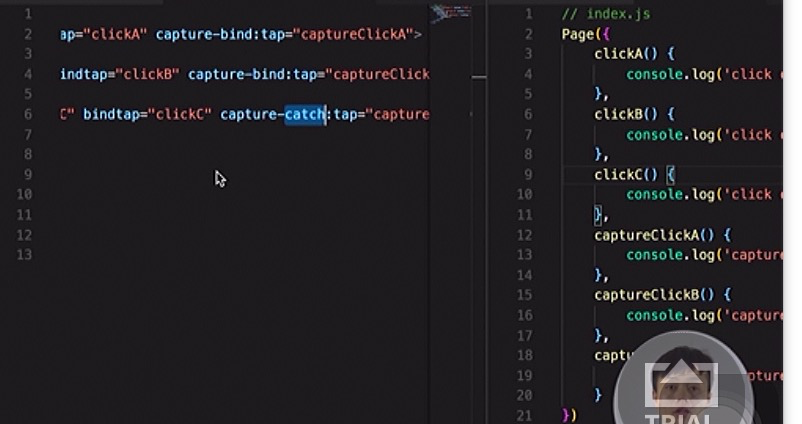 1
2 ap="clickA" capture-bind:tap="captureClickA">
3
4 indtap="clickB" capture-bind:tap="captureClick
5
6 C" bindtap="clickC" capture-catch:tap="capture
7
8
9
10
11
12
13
1 // index.js
2 Page({
3 clickA() {
4 console.log('click
5 },
6 clickB() {
7 console.log('click
8 },
9 clickC() {
10 console.log('click
11 },
12 captureClickA() {
13 console.log('capture
14 },
15 captureClickB() {
16 console.log('capture
17 },
18 captu
19 pture
20 }
21 })
TRIAL